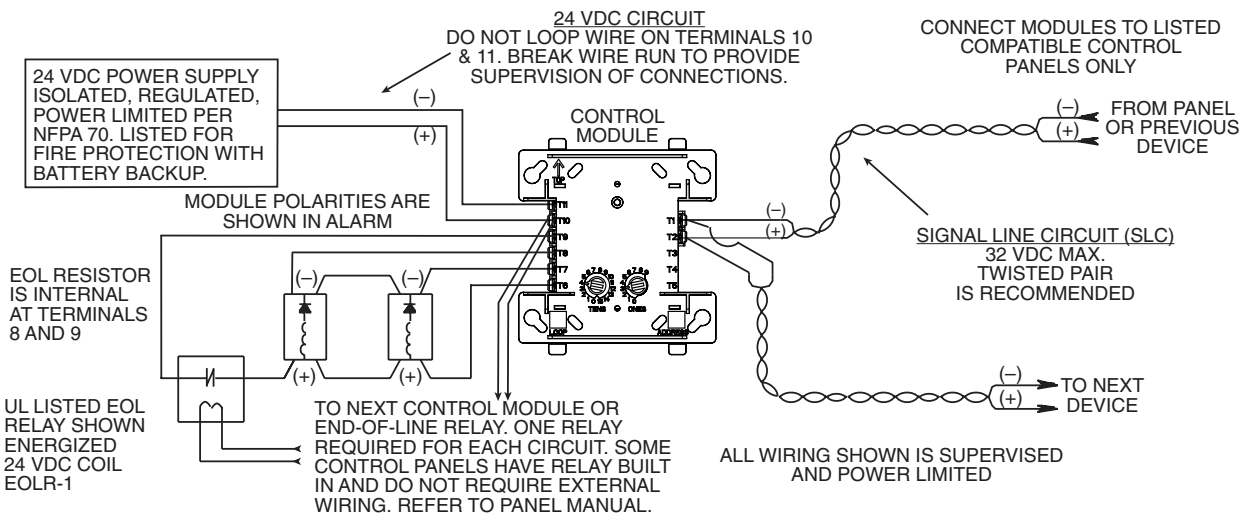 24 VDC CIRCUIT
DO NOT LOOP WIRE ON TERMINALS 10
& 11. BREAK WIRE RUN TO PROVIDE
SUPERVISION OF CONNECTIONS.
CONNECT MODULES TO LISTED
COMPATIBLE CONTROL
PANELS ONLY
24 VDC POWER SUPPLY
ISOLATED, REGULATED,
POWER LIMITED PER
NFPA 70. LISTED FOR
FIRE PROTECTION WITH
BATTERY BACKUP.
(–)
(+)
CONTROL
MODULE
(–)
(+)
FROM PANEL
OR PREVIOUS
DEVICE
MODULE POLARITIES ARE
SHOWN IN ALARM
TOP
T11
T10
T9
T8
T7
T6
T1
T2
T3
T4
T5
(–)
(+)
SIGNAL LINE CIRCUIT (SLC)
32 VDC MAX.
TWISTED PAIR
IS RECOMMENDED
EOL RESISTOR
IS INTERNAL
AT TERMINALS
8 AND 9
(–)
(–)
(+)
(+)
TENS
ONES
LOOP
ADDRESS
UL LISTED EOL
RELAY SHOWN
ENERGIZED
24 VDC COIL
EOLR-1
TO NEXT CONTROL MODULE OR
END-OF-LINE RELAY. ONE RELAY
REQUIRED FOR EACH CIRCUIT. SOME
CONTROL PANELS HAVE RELAY BUILT
IN AND DO NOT REQUIRE EXTERNAL
WIRING. REFER TO PANEL MANUAL.
(–)
(+)
TO NEXT
DEVICE
ALL WIRING SHOWN IS SUPERVISED
AND POWER LIMITED